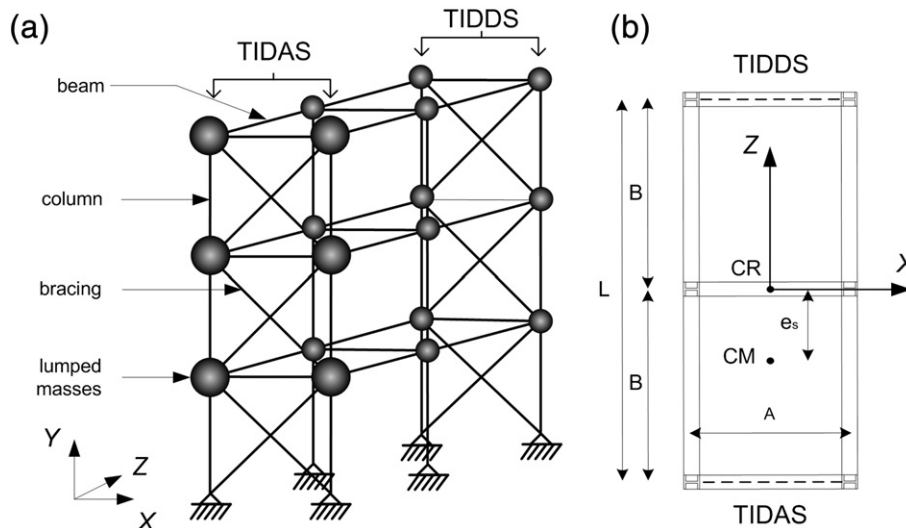 (a)
TIDAS
TIDDS
beam
column
bracing
lumped
masses
Y
Z
X
(b)
TIDDS
Z
B
CR
X
L
es
CM
B
A
TIDAS